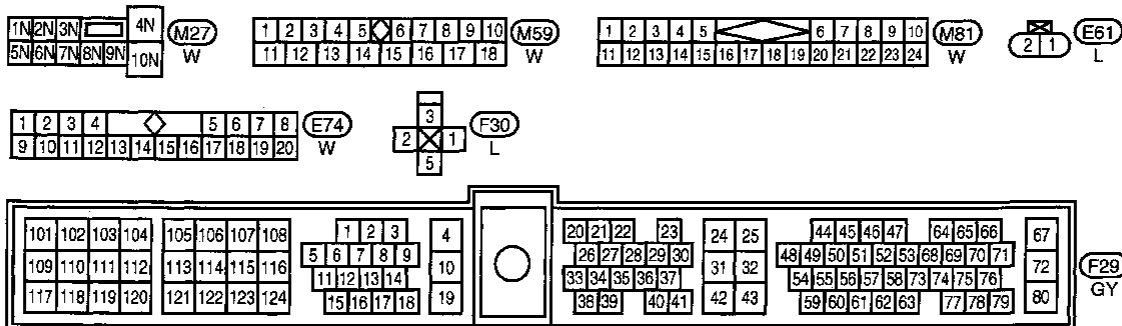 1N 2N 3N 4N M27
5N 6N 7N 8N 9N 10N W
1 2 3 4 5 6 7 8 9 10 M59
11 12 13 14 15 16 17 18 W
1 2 3 4 5 6 7 8 9 10 M81
11 12 13 14 15 16 17 18 19 20 21 22 23 24 W
2 1 E61
L
1 2 3 4 5 6 7 8 E74
9 10 11 12 13 14 15 16 17 18 19 20 W
3
2 1 F30
5 L
101 102 103 104 105 106 107 108 1 2 3 4 20 21 22 23 24 25 44 45 46 47 64 65 66 67
5 6 7 8 9 26 27 28 29 30 48 49 50 51 52 53 68 69 70 71
109 110 111 112 113 114 115 116 10 31 32 72 F29
11 12 13 14 33 34 35 36 37 54 55 56 57 58 73 74 75 76 GY
117 118 119 120 121 122 123 124 15 16 17 18 19 38 39 40 41 42 43 59 60 61 62 63 77 78 79 80